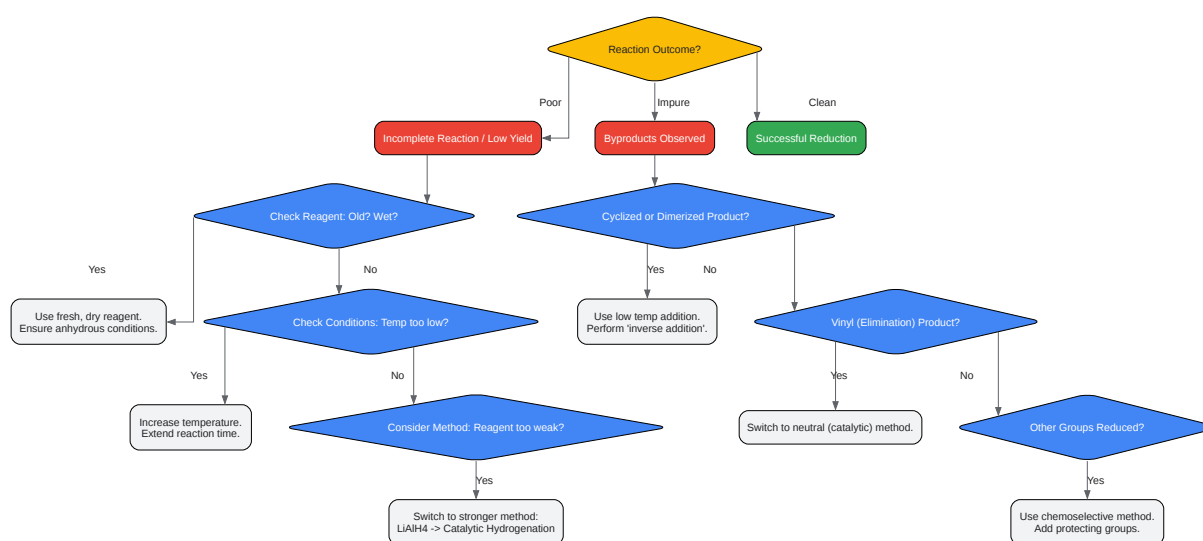 Reaction Outcome?
Poor
Impure
Clean
Incomplete Reaction / Low Yield
Byproducts Observed
Successful Reduction
Check Reagent: Old? Wet?
Cyclized or Dimerized Product?
Yes
No
Yes
No
Use fresh, dry reagent.
Ensure anhydrous conditions.
Check Conditions: Temp too low?
Use low temp addition.
Perform 'inverse addition'.
Vinyl (Elimination) Product?
Yes
No
Yes
No
Increase temperature.
Extend reaction time.
Consider Method: Reagent too weak?
Switch to neutral (catalytic) method.
Other Groups Reduced?
Yes
Yes
Switch to stronger method:
LiAlH4 -> Catalytic Hydrogenation
Use chemoselective method.
Add protecting groups.